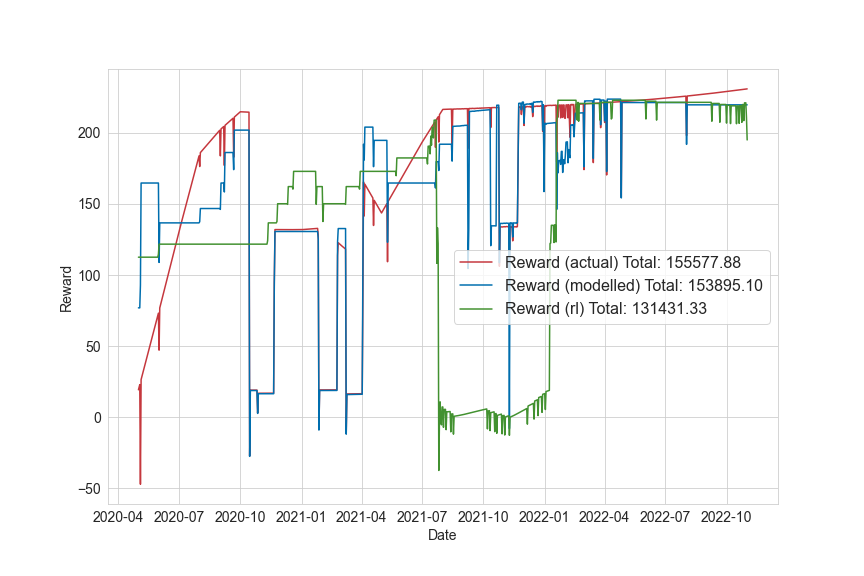 200
150
100
50
0
−50
Reward
Reward (actual) Total: 155577.88
Reward (modelled) Total: 153895.10
Reward (rl) Total: 131431.33
2020-04 2020-07 2020-10 2021-01 2021-04 2021-07 2021-10 2022-01 2022-04 2022-07 2022-10
Date